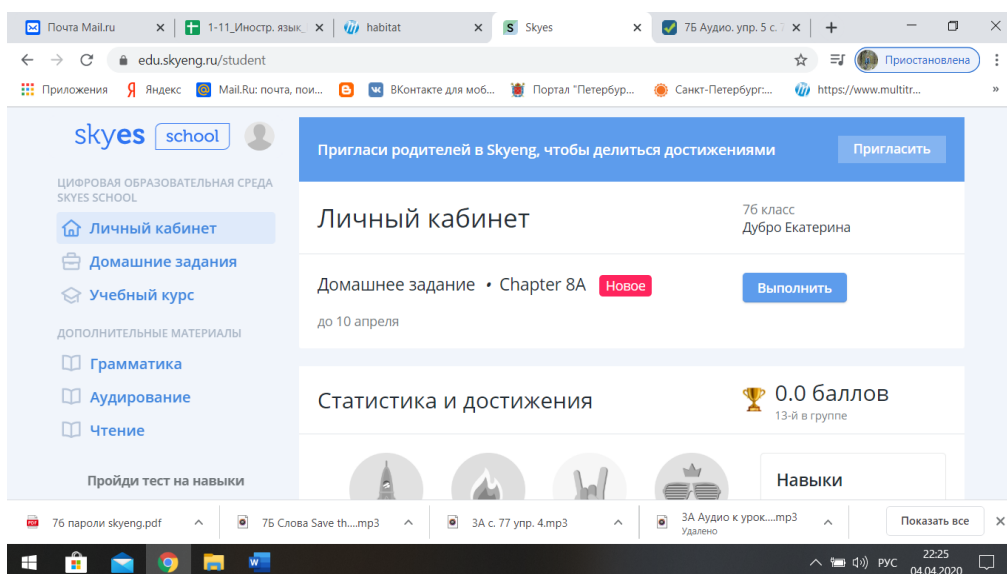 Почта Mail.ru
1-11_Иностр. язык_
habitat
Skyes
7Б Аудио. упр. 5 с. 7
edu.skyeng.ru/student
Приостановлена
Приложения
Яндекс
Mail.Ru: почта, пои...
ВКонтакте для моб...
Портал "Петербур...
Санкт-Петербург:...
https://www.multitr...
skyes school
ЦИФРОВАЯ ОБРАЗОВАТЕЛЬНАЯ СРЕДА
SKYES SCHOOL
Личный кабинет
Домашние задания
Учебный курс
ДОПОЛНИТЕЛЬНЫЕ МАТЕРИАЛЫ
Грамматика
Аудирование
Чтение
Пройди тест на навыки
Пригласи родителей в Skyeng, чтобы делиться достижениями
Пригласить
Личный кабинет
7б класс
Дубро Екатерина
Домашнее задание • Chapter 8A Новое
Выполнить
до 10 апреля
Статистика и достижения
0.0 баллов
13-й в группе
Навыки
7б пароли skyeng.pdf
7Б Слова Save th....mp3
3А с. 77 упр. 4.mp3
3А Аудио к урок....mp3
Удалено
Показать все
РУС
22:25
04.04.2020